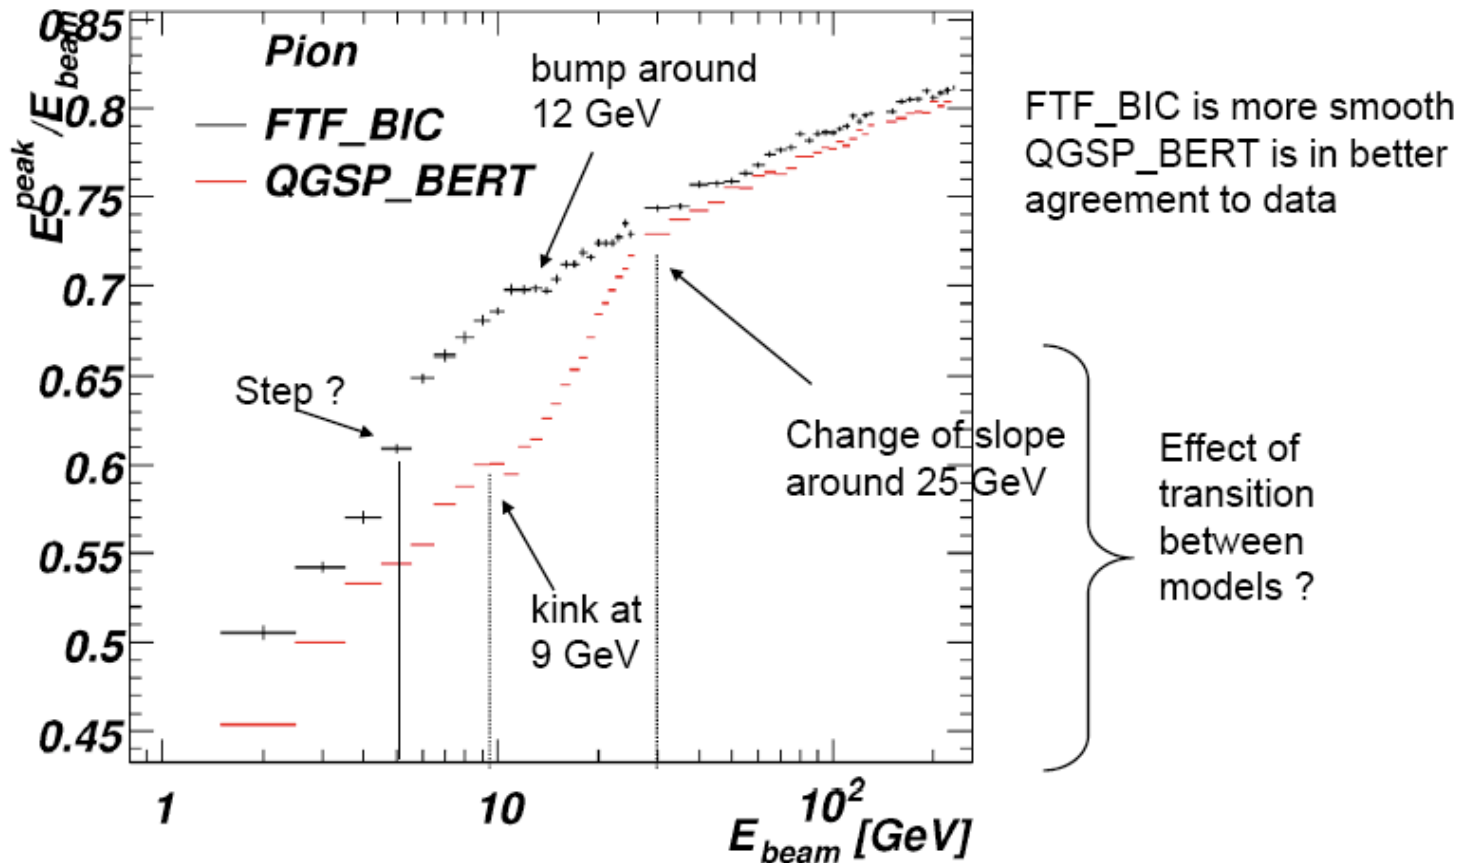 0.85
0.8
0.75
0.7
0.65
0.6
0.55
0.5
0.45
E^peak/E_beam
Pion
FTF_BIC
QGSP_BERT
bump around
12 GeV
Step ?
kink at
9 GeV
Change of slope
around 25 GeV
1
10
10²
E_beam [GeV]
FTF_BIC is more smooth
QGSP_BERT is in better
agreement to data
Effect of
transition
between
models ?